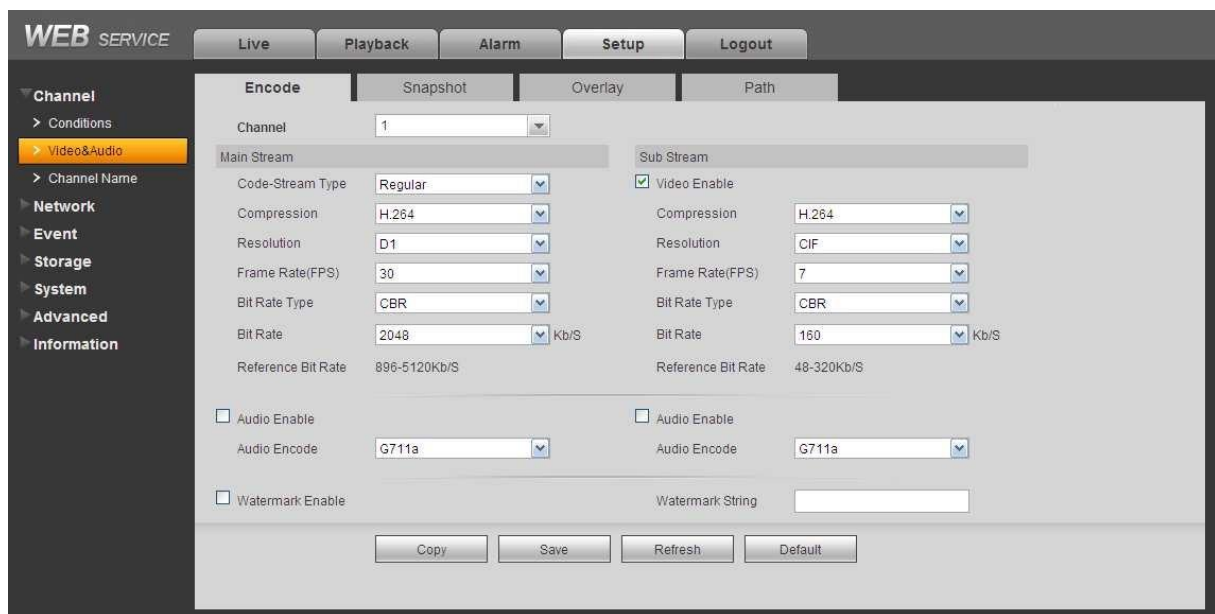 WEB SERVICE
Live Playback Alarm Setup Logout
Channel
> Conditions
> Video&Audio
> Channel Name
Network
Event
Storage
System
Advanced
Information
Encode Snapshot Overlay Path
Channel 1
Main Stream Sub Stream
Code-Stream Type Regular Video Enable
Compression H.264 Compression H.264
Resolution D1 Resolution CIF
Frame Rate(FPS) 30 Frame Rate(FPS) 7
Bit Rate Type CBR Bit Rate Type CBR
Bit Rate 2048 Kb/S Bit Rate 160 Kb/S
Reference Bit Rate 896-5120Kb/S Reference Bit Rate 48-320Kb/S
Audio Enable Audio Enable
Audio Encode G711a Audio Encode G711a
Watermark Enable Watermark String
Copy Save Refresh Default